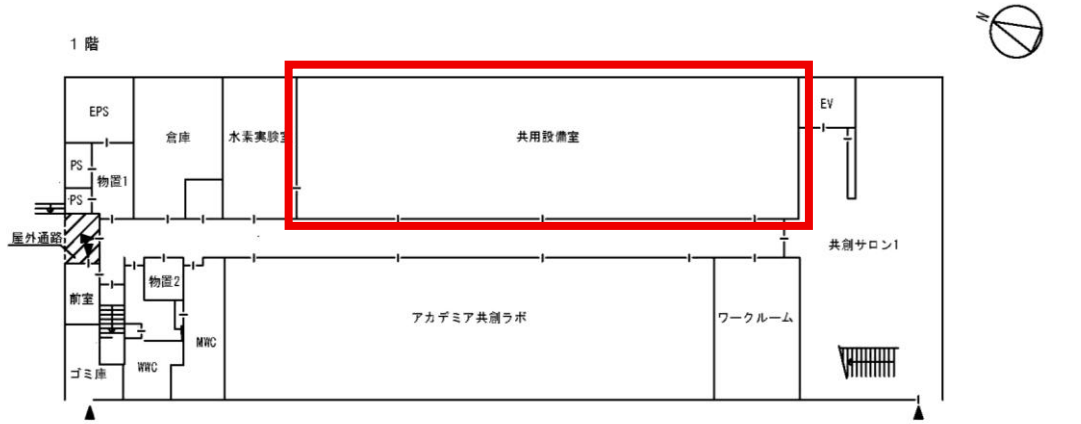 N
1 階
EPS
倉庫
水素実験室
共用設備室
EV
PS
物置1
PS
屋外通路
共創サロン1
前室
物置2
アカデミア共創ラボ
ワークルーム
MWC
ゴミ庫
WWC